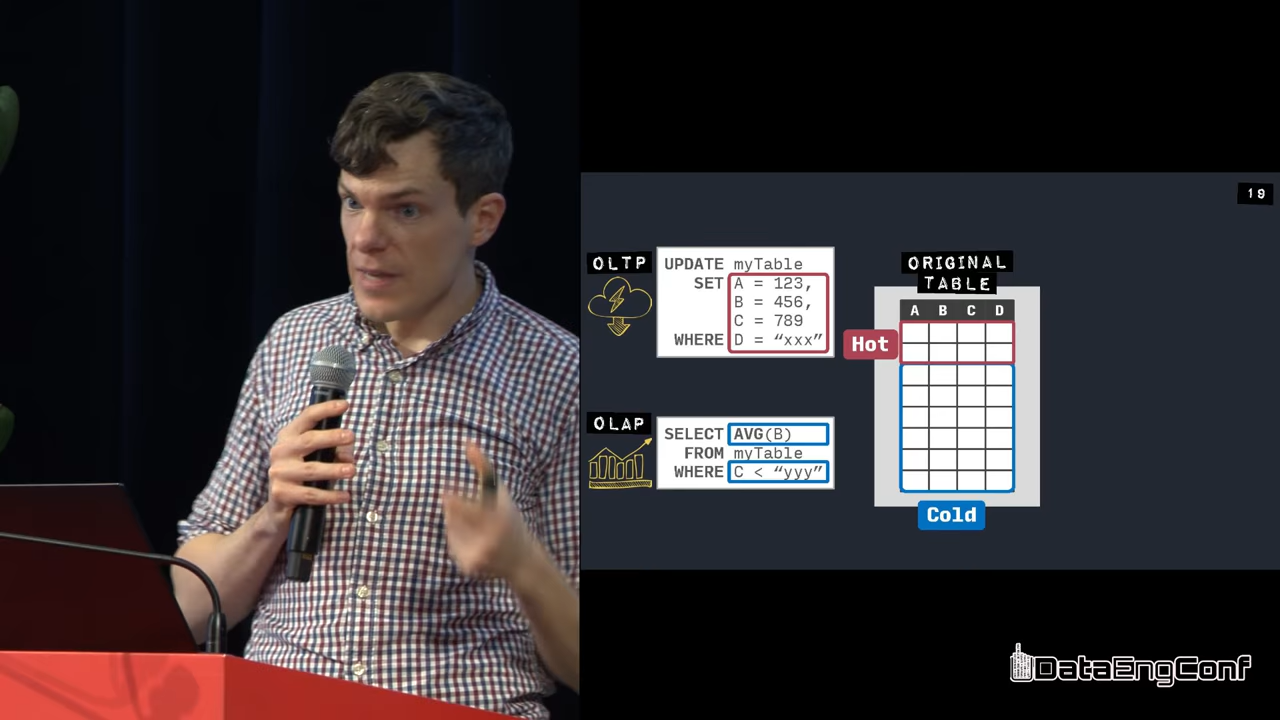 19
OLTP
UPDATE myTable
SET A = 123,
B = 456,
C = 789
WHERE D = “xxx”
OLAP
SELECT AVG(B)
FROM myTable
WHERE C < “yyy”
ORIGINAL
TABLE
A B C D
Hot
Cold
DataEngConf